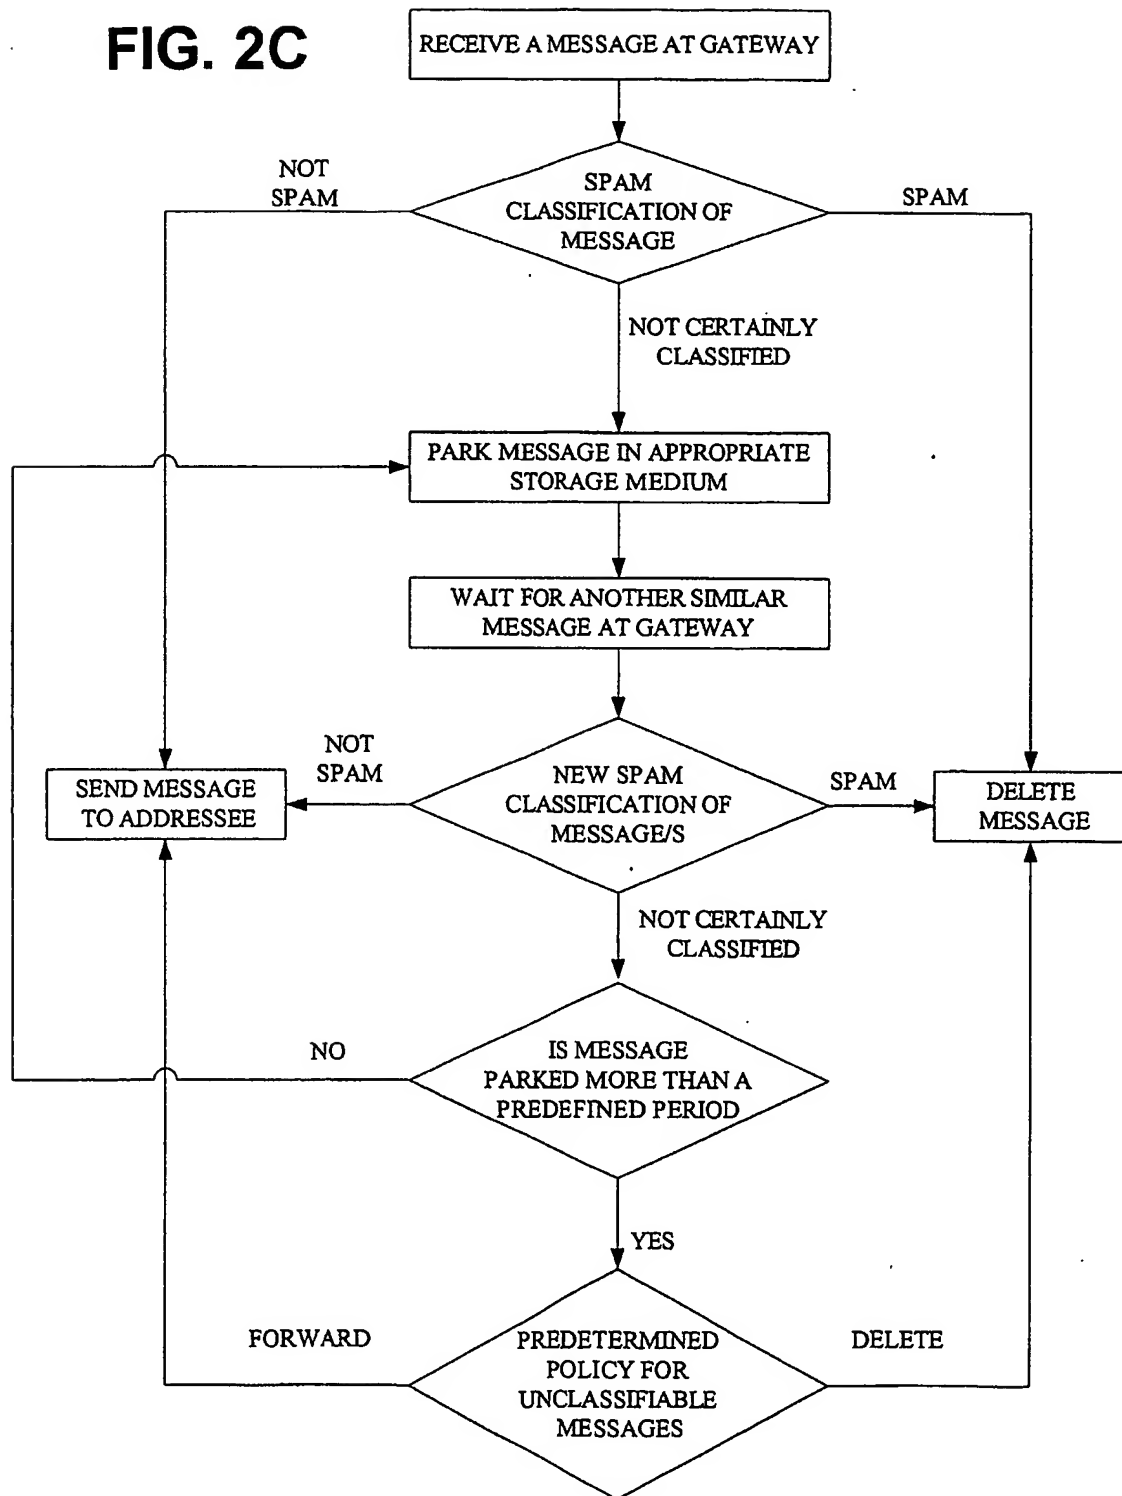 FIG. 2C
RECEIVE A MESSAGE AT GATEWAY
NOT
SPAM
SPAM
CLASSIFICATION OF
MESSAGE
SPAM
NOT CERTAINLY
CLASSIFIED
PARK MESSAGE IN APPROPRIATE
STORAGE MEDIUM
WAIT FOR ANOTHER SIMILAR
MESSAGE AT GATEWAY
NOT
SPAM
NEW SPAM
CLASSIFICATION OF
MESSAGE/S
SPAM
SEND MESSAGE
TO ADDRESSEE
DELETE
MESSAGE
NOT CERTAINLY
CLASSIFIED
NO
IS MESSAGE
PARKED MORE THAN A
PREDEFINED PERIOD
YES
FORWARD
PREDETERMINED
POLICY FOR
UNCLASSIFIABLE
MESSAGES
DELETE